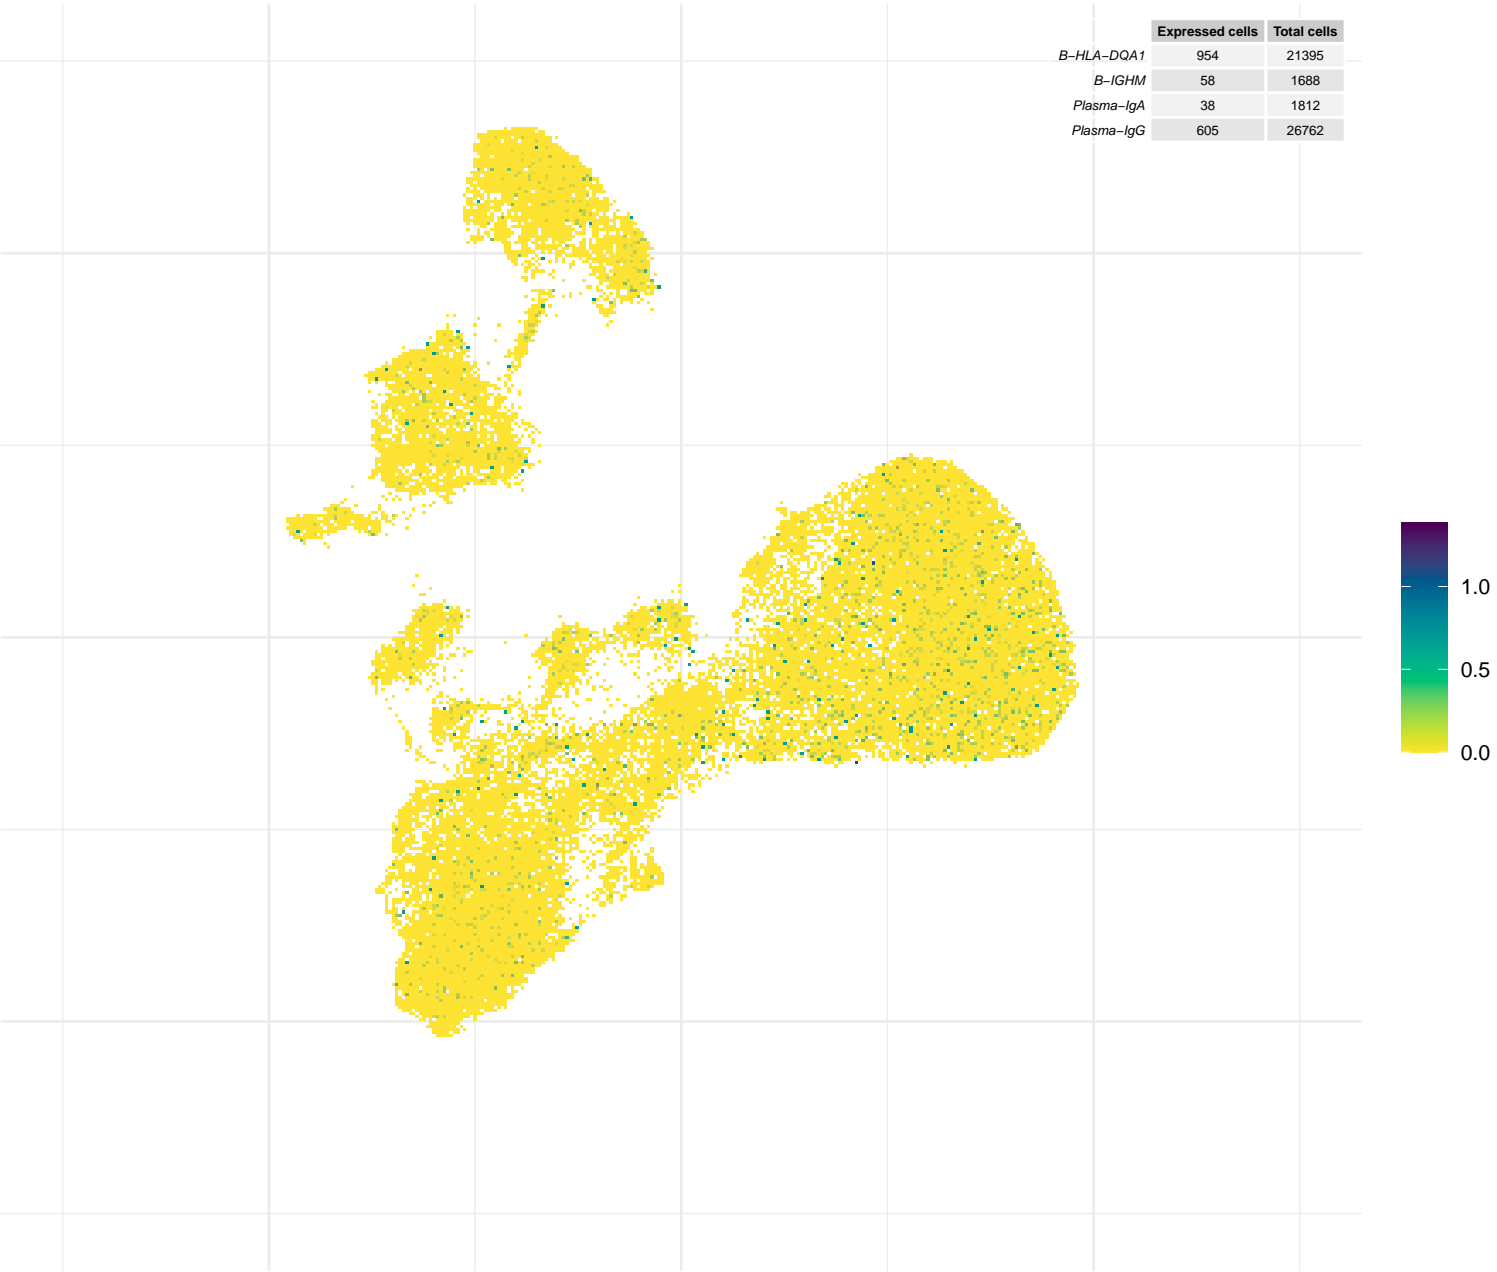 Expressed cells Total cells
B−HLA−DQA1 954 21395
B−IGHM 58 1688
Plasma−IgA 38 1812
Plasma−IgG 605 26762
1.0
0.5
0.0